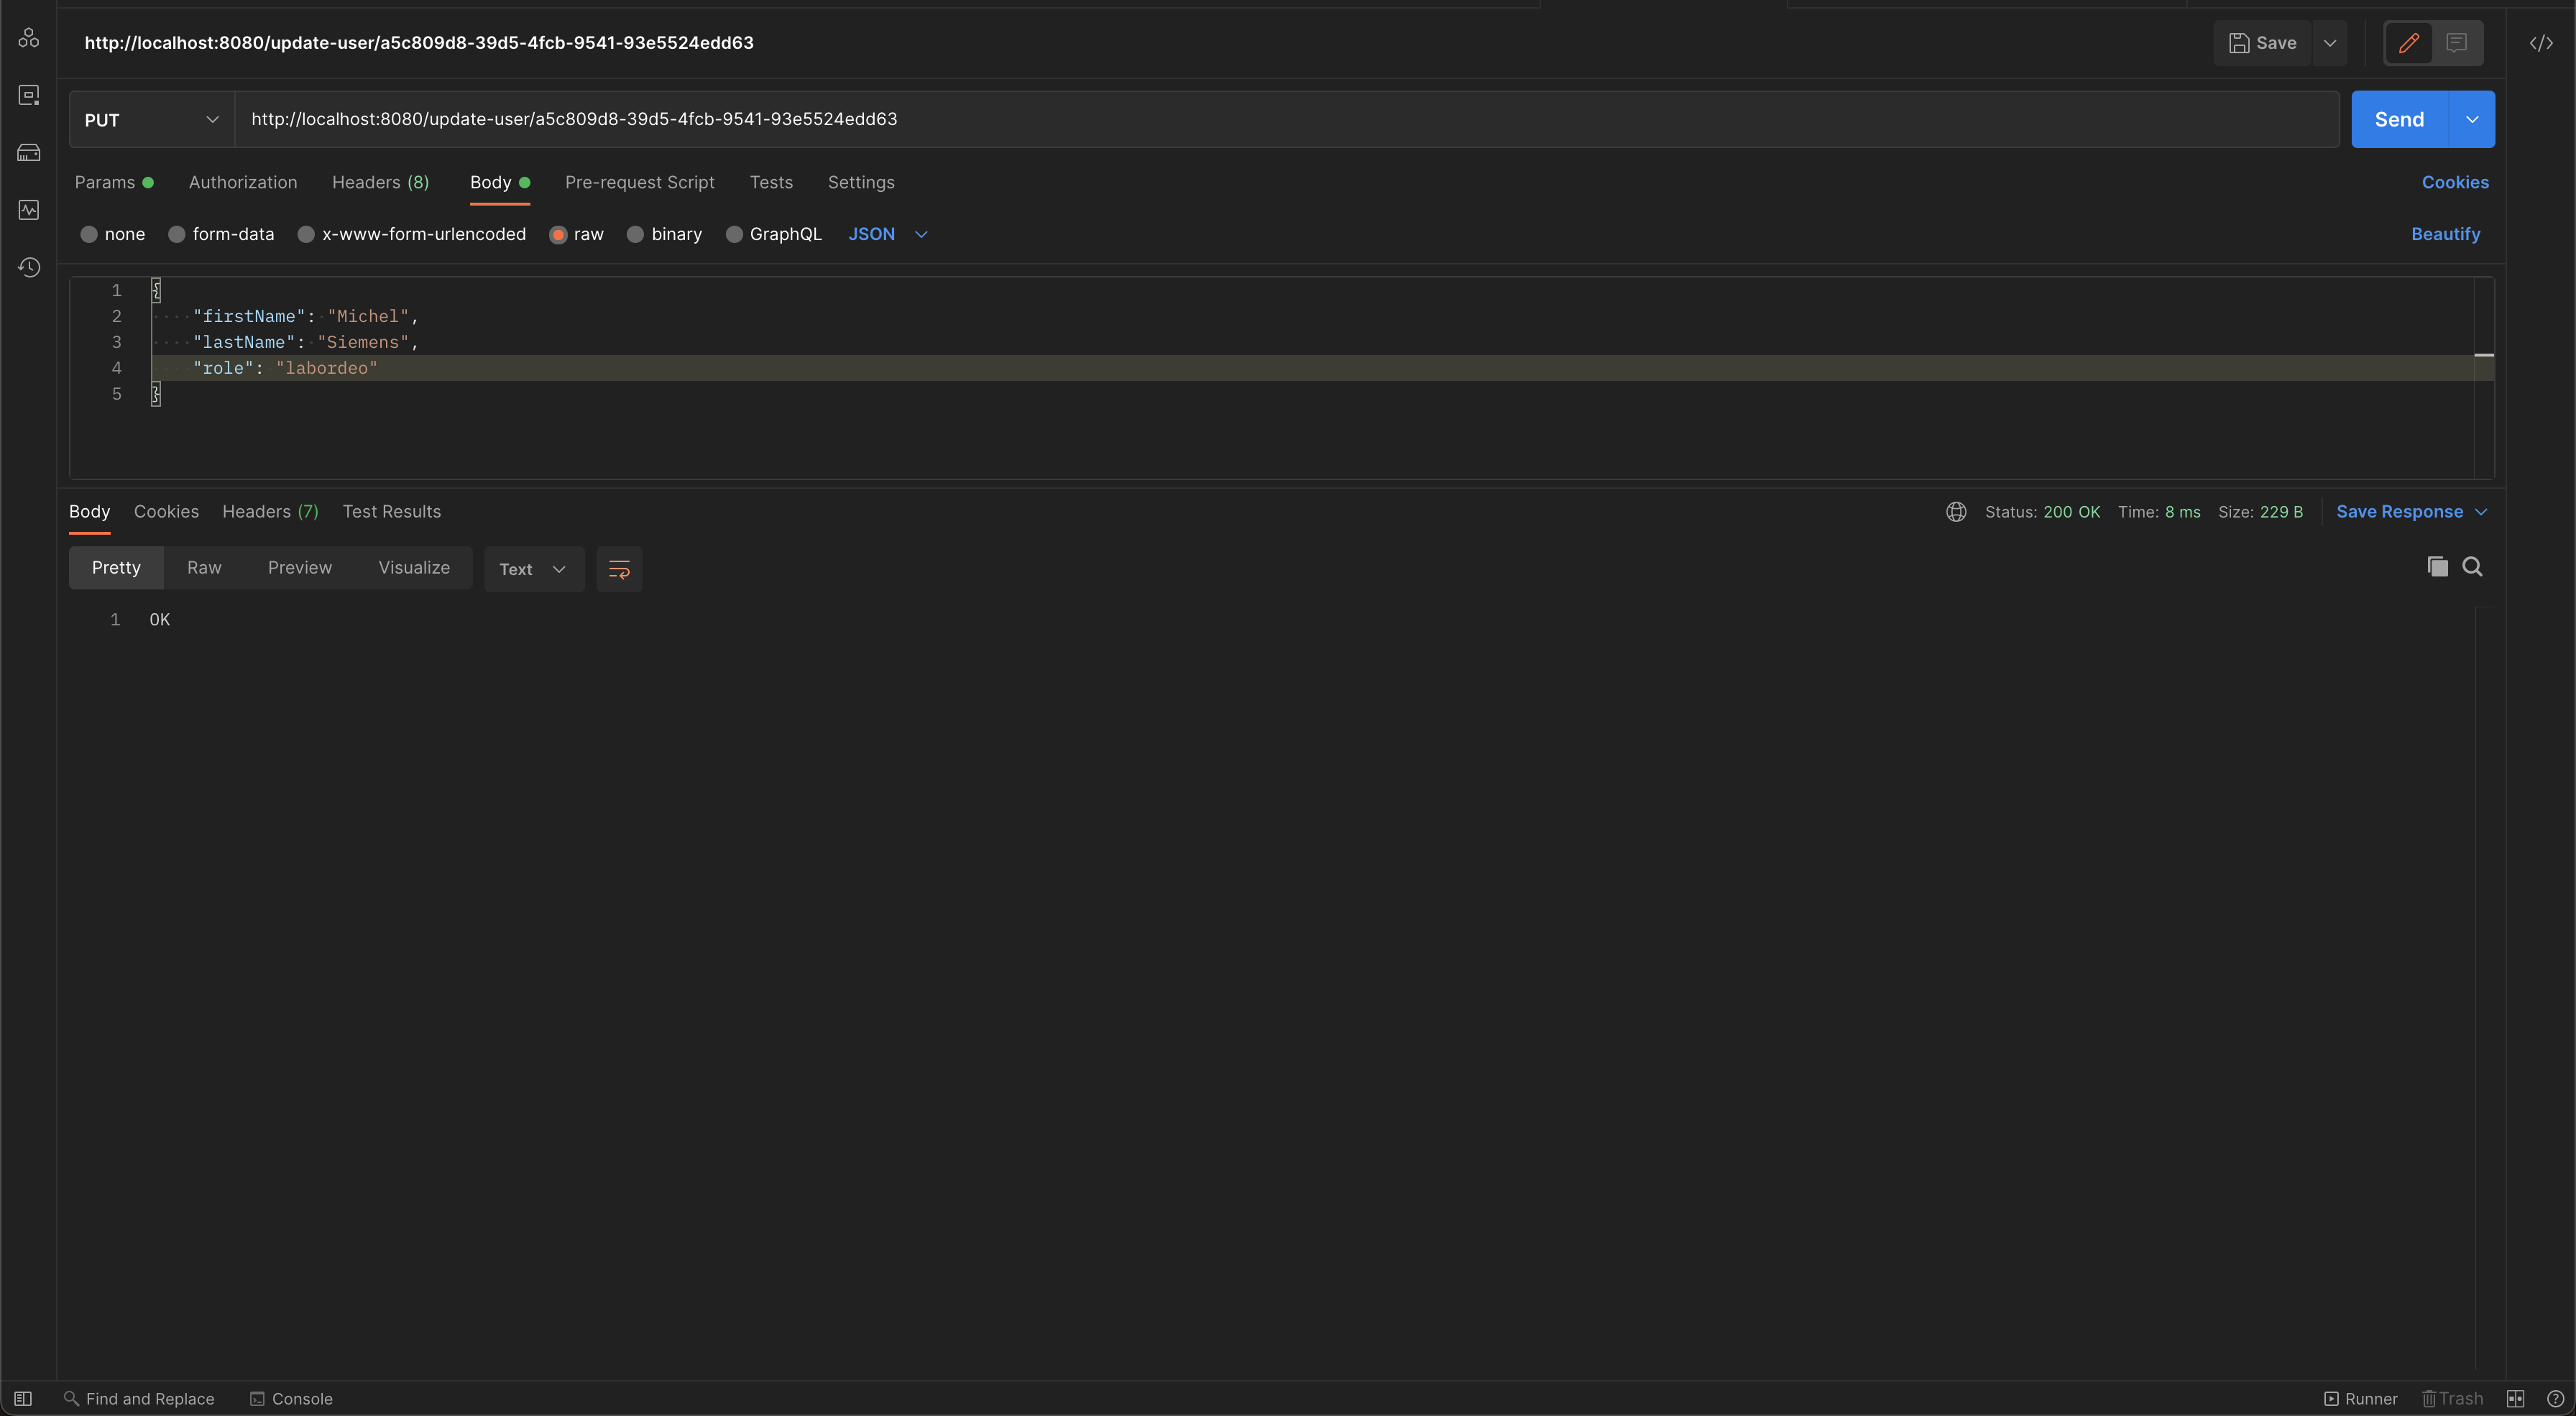 http://localhost:8080/update-user/a5c809d8-39d5-4fcb-9541-93e5524edd63
Save
PUT
http://localhost:8080/update-user/a5c809d8-39d5-4fcb-9541-93e5524edd63
Send
Params Authorization Headers (8) Body Pre-request Script Tests Settings Cookies
none form-data x-www-form-urlencoded raw binary GraphQL JSON Beautify
1 {
2 "firstName": "Michel",
3 "lastName": "Siemens",
4 "role": "labordeo"
5 }
Body Cookies Headers (7) Test Results Status: 200 OK Time: 8 ms Size: 229 B Save Response
Pretty Raw Preview Visualize Text
1 OK
Find and Replace Console Runner Trash